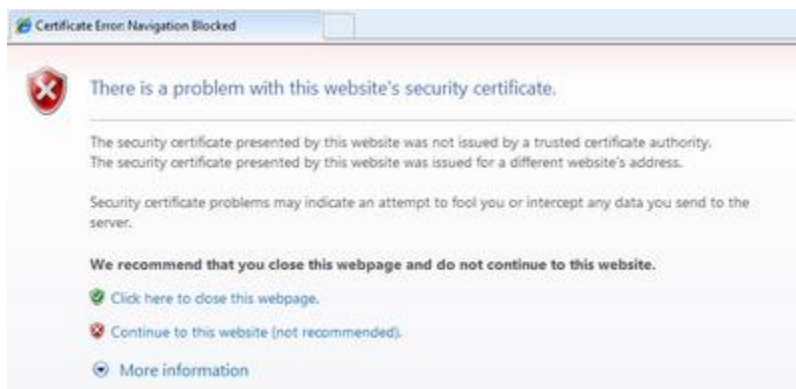 Certificate Error: Navigation Blocked
There is a problem with this website's security certificate.
The security certificate presented by this website was not issued by a trusted certificate authority.
The security certificate presented by this website was issued for a different website's address.
Security certificate problems may indicate an attempt to fool you or intercept any data you send to the
server.
We recommend that you close this webpage and do not continue to this website.
Click here to close this webpage.
Continue to this website (not recommended).
More information